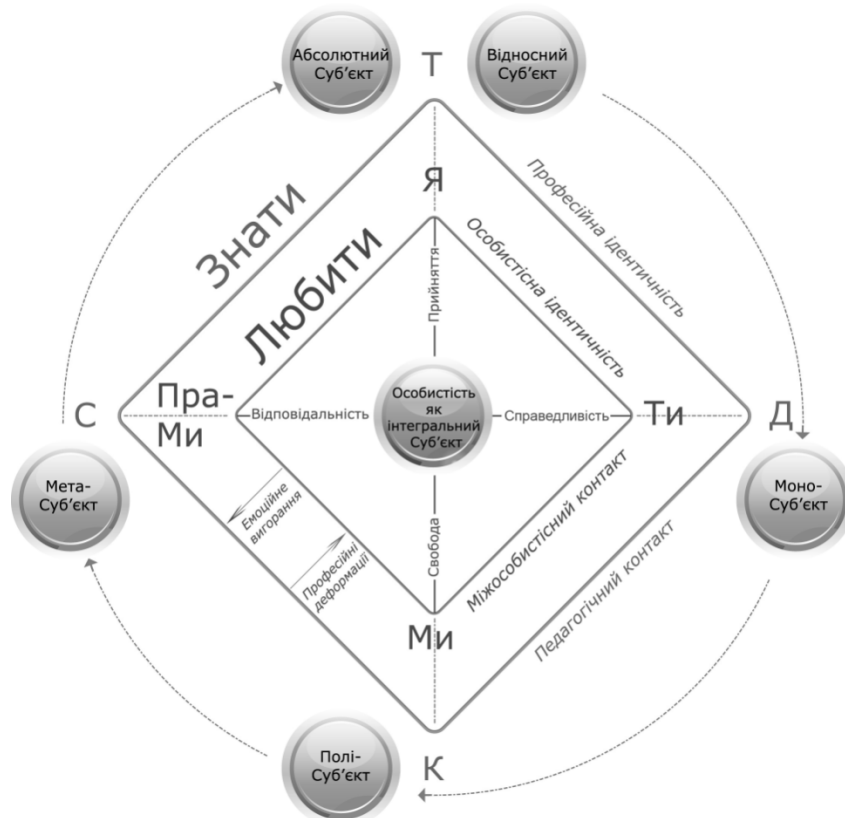 Абсолютний
Суб’єкт
Т
Відносний
Суб’єкт
Я
Знати
Любити
Професійна ідентичність
Особистісна ідентичність
Прийняття
С
Пра-
Ми
Відповідальність
Особистість
як
інтегральний
Суб’єкт
Справедливість
Ти
Д
Мета-
Суб’єкт
Моно-
Суб’єкт
Емоційне
вигорання
Професійні
деформації
Свобода
Міжособистісний контакт
Педагогічний контакт
Ми
Полі-
Суб’єкт
К